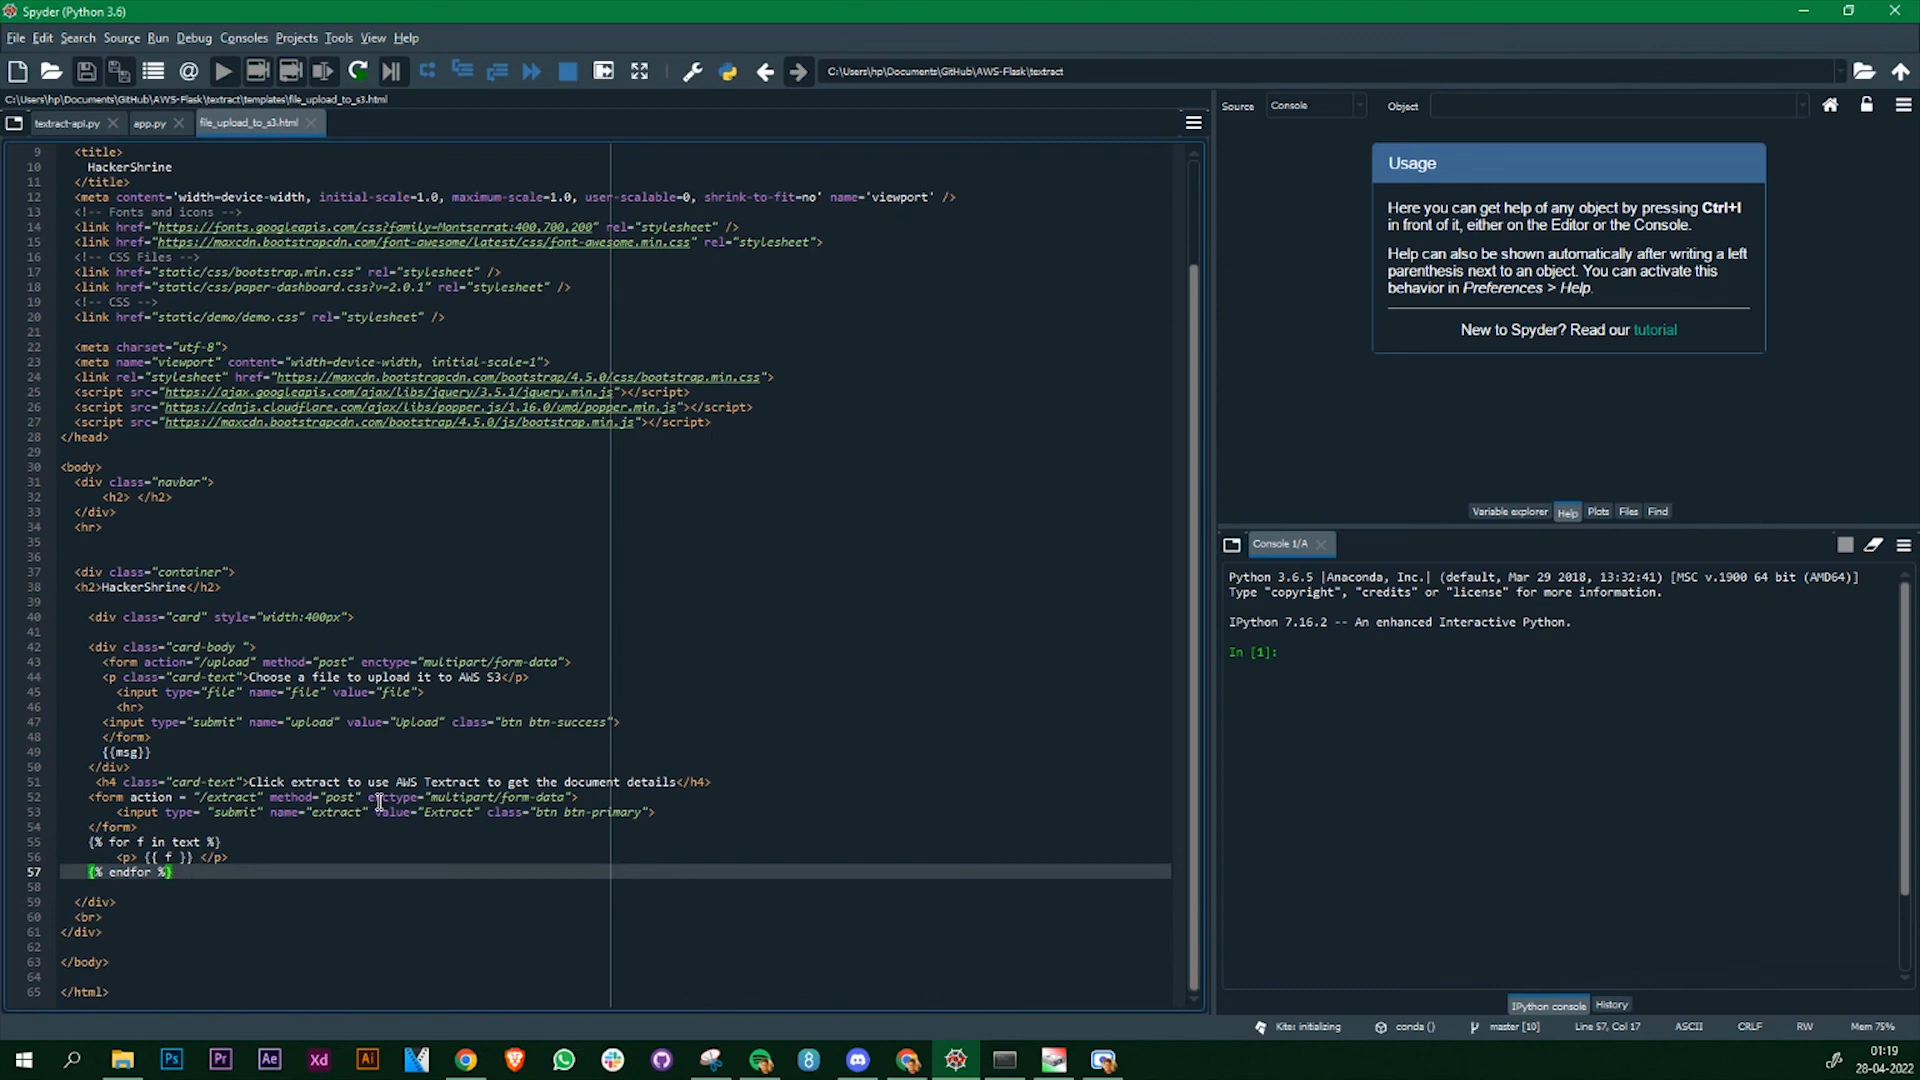 Spyder (Python 3.6)
File Edit Search Source Run Debug Consoles Projects Tools View Help
C:\Users\hp\Documents\GitHub\AWS-Flask\textract
C:\Users\hp\Documents\GitHub\AWS-Flask\textract\templates\file_upload_to_s3.html
textract-api.py app.py file_upload_to_s3.html
9 <title>
10 HackerShrine
11 </title>
12 <meta content='width=device-width, initial-scale=1.0, maximum-scale=1.0, user-scalable=0, shrink-to-fit=no' name='viewport' />
13 <!-- Fonts and icons -->
14 <link href="https://fonts.googleapis.com/css?family=Montserrat:400,700,200" rel="stylesheet" />
15 <link href="https://maxcdn.bootstrapcdn.com/font-awesome/latest/css/font-awesome.min.css" rel="stylesheet">
16 <!-- CSS Files -->
17 <link href="static/css/bootstrap.min.css" rel="stylesheet" />
18 <link href="static/css/paper-dashboard.css?v=2.0.1" rel="stylesheet" />
19 <!-- CSS -->
20 <link href="static/demo/demo.css" rel="stylesheet" />
21
22 <meta charset="utf-8">
23 <meta name="viewport" content="width=device-width, initial-scale=1">
24 <link rel="stylesheet" href="https://maxcdn.bootstrapcdn.com/bootstrap/4.5.0/css/bootstrap.min.css">
25 <script src="https://ajax.googleapis.com/ajax/libs/jquery/3.5.1/jquery.min.js"></script>
26 <script src="https://cdnjs.cloudflare.com/ajax/libs/popper.js/1.16.0/umd/popper.min.js"></script>
27 <script src="https://maxcdn.bootstrapcdn.com/bootstrap/4.5.0/js/bootstrap.min.js"></script>
28 </head>
29
30 <body>
31 <div class="navbar">
32 <h2> </h2>
33 </div>
34 <hr>
35
36
37 <div class="container">
38 <h2>HackerShrine</h2>
39
40 <div class="card" style="width:400px">
41
42 <div class="card-body ">
43 <form action="/upload" method="post" enctype="multipart/form-data">
44 <p class="card-text">Choose a file to upload it to AWS S3</p>
45 <input type="file" name="file" value="file">
46 <hr>
47 <input type="submit" name="upload" value="Upload" class="btn btn-success">
48 </form>
49 {{msg}}
50 </div>
51 <h4 class="card-text">Click extract to use AWS Textract to get the document details</h4>
52 <form action = "/extract" method="post" enctype="multipart/form-data">
53 <input type= "submit" name="extract" value="Extract" class="btn btn-primary">
54 </form>
55 {% for f in text %}
56 <p> {{ f }} </p>
57 {% endfor %}
58
59 </div>
60 <br>
61 </div>
62
63 </body>
64
65 </html>
Source Console Object
Usage
Here you can get help of any object by pressing Ctrl+I
in front of it, either on the Editor or the Console.
Help can also be shown automatically after writing a left
parenthesis next to an object. You can activate this
behavior in Preferences > Help.
New to Spyder? Read our tutorial
Variable explorer Help Plots Files Find
Console 1/A
Python 3.6.5 |Anaconda, Inc.| (default, Mar 29 2018, 13:32:41) [MSC v.1900 64 bit (AMD64)]
Type "copyright", "credits" or "license" for more information.
IPython 7.16.2 -- An enhanced Interactive Python.
In [1]:
IPython console History
Kite: initializing conda () master [10] Line 57, Col 17 ASCII CRLF RW Mem 75%
Ps Pr Ae Xd Ai
01:19
28-04-2022